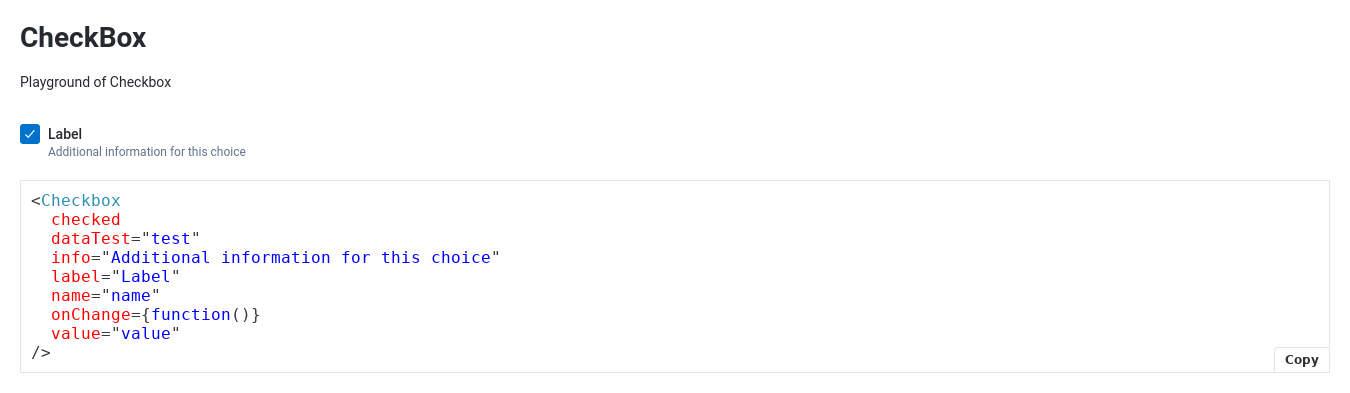 CheckBox
Playground of Checkbox
Label
Additional information for this choice
<Checkbox
  checked
  dataTest="test"
  info="Additional information for this choice"
  label="Label"
  name="name"
  onChange={function()}
  value="value"
/>
Copy